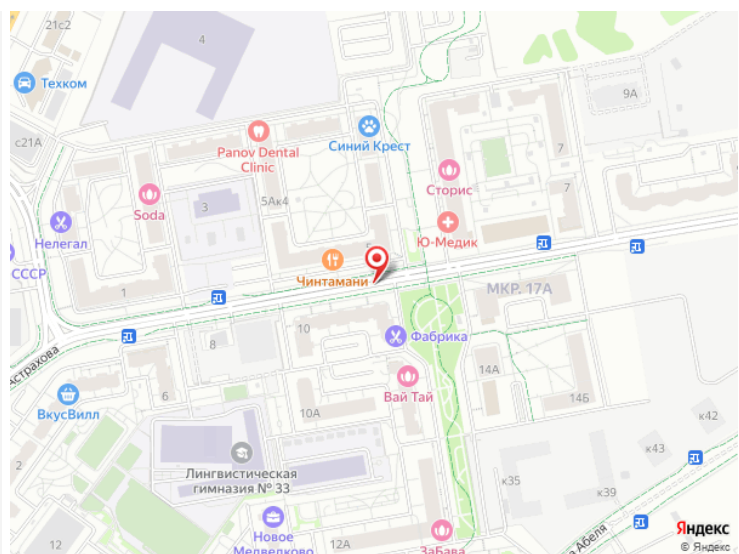 21с2
4
Техком
9А
с21А
Panov Dental
Clinic
Синий Крест
7
Сторис
5Ак4
3
Soda
7
Нелегал
Ю-Медик
СССР
Чинтамани
1
МКР. 17А
Астрахова
10
8
Фабрика
14А
Вай Тай
ВкусВилл
6
14Б
10А
к42
2
к43
Лингвистическая
гимназия № 33
к35
к39
Новое
Медведково
12
12А
ЗаБава
Абеля
Яндекс
© Яндекс